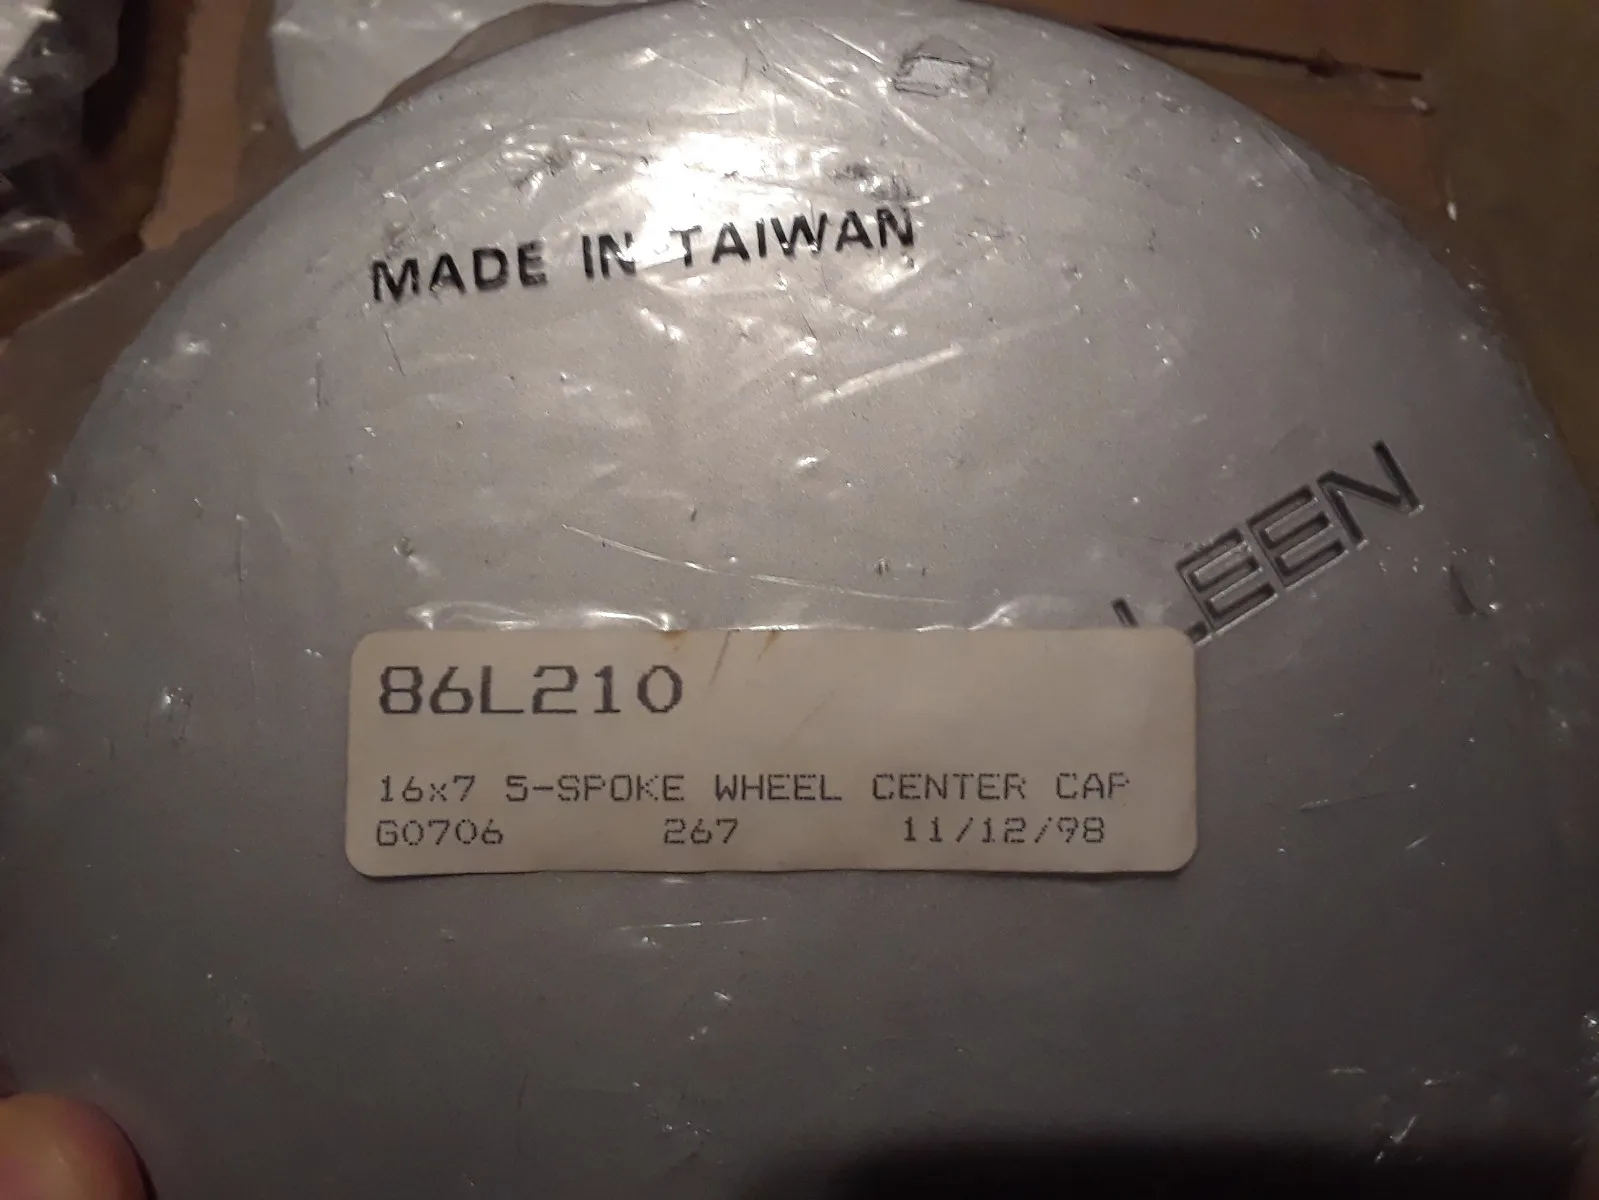 MADE IN TAIWAN
LEEN
86L210
16x7 5-SPOKE WHEEL CENTER CAP
G0706 267 11/12/98